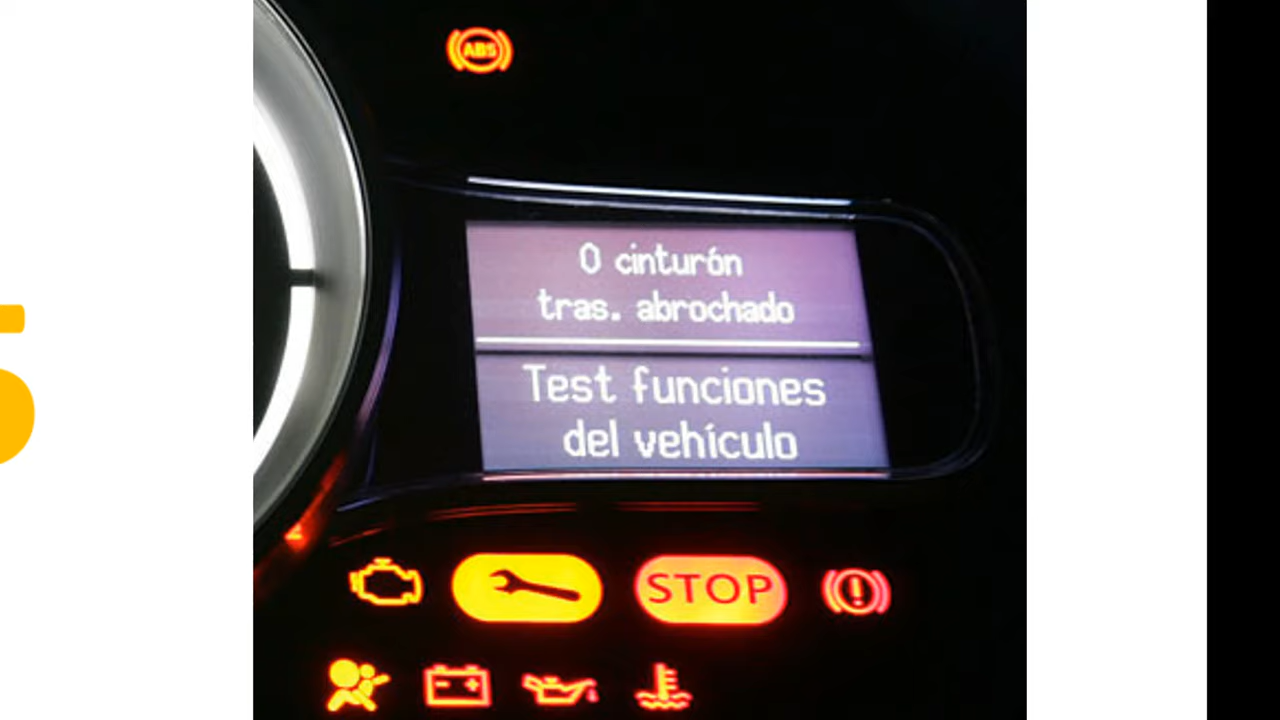 ABS
0 cinturón
tras. abrochado
Test funciones
del vehículo
STOP